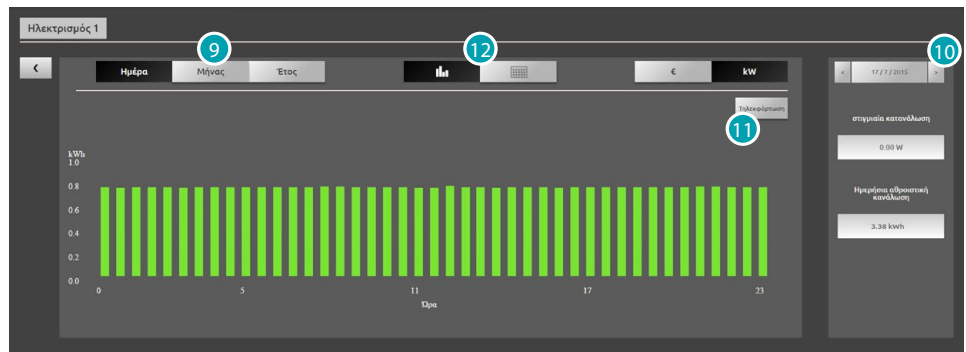 Ηλεκτρισμός 1
9
12
10
<
Ημέρα Μήνας Έτος
€ kW
< 17 / 7 / 2015 >
Τηλεφόρτωση
11
στιγμιαία κατανάλωση
0.00 W
Ημερήσια αθροιστική
κανάλωση
3.38 kWh
kWh
1.0
0.8
0.6
0.4
0.2
0.0
0 5 11 17 23
Ώρα